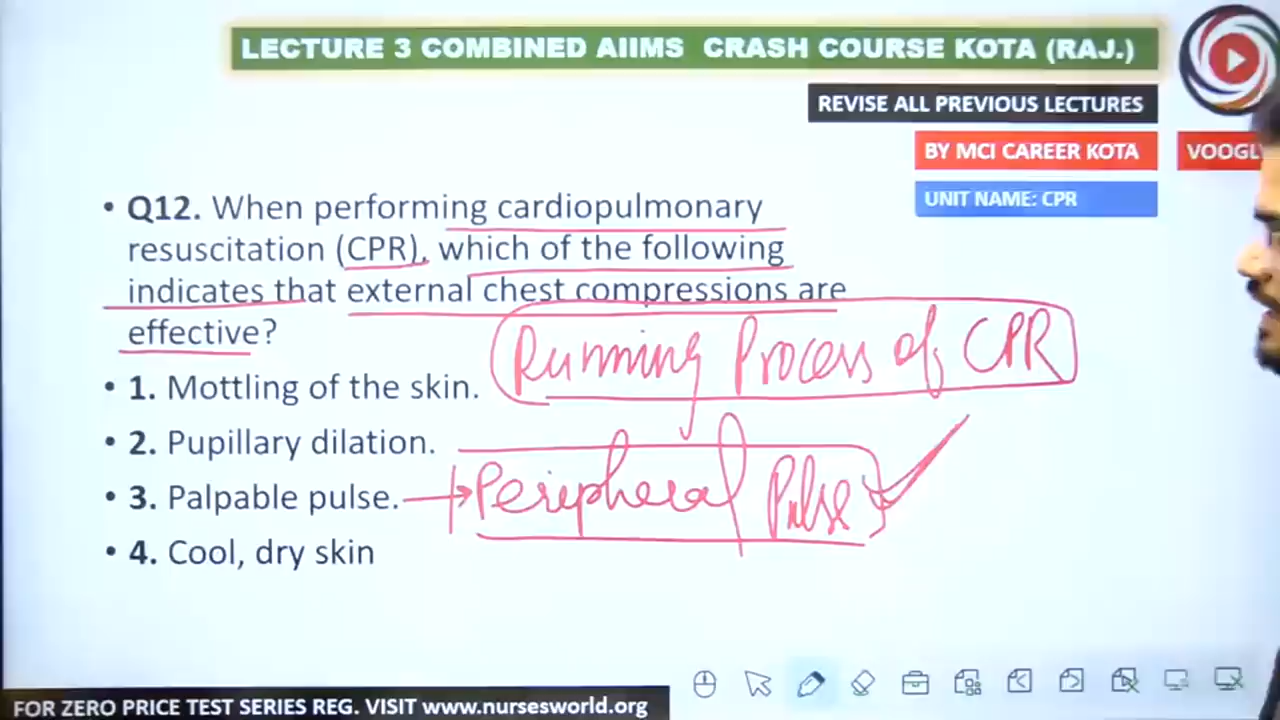 LECTURE 3 COMBINED AIIMS CRASH COURSE KOTA (RAJ.)
REVISE ALL PREVIOUS LECTURES
BY MCI CAREER KOTA
VOOGL
UNIT NAME: CPR
• Q12. When performing cardiopulmonary
resuscitation (CPR), which of the following
indicates that external chest compressions are
effective?
Running Process of CPR
• 1. Mottling of the skin.
• 2. Pupillary dilation.
• 3. Palpable pulse. → Peripheral Pulse
• 4. Cool, dry skin
FOR ZERO PRICE TEST SERIES REG. VISIT www.nursesworld.org